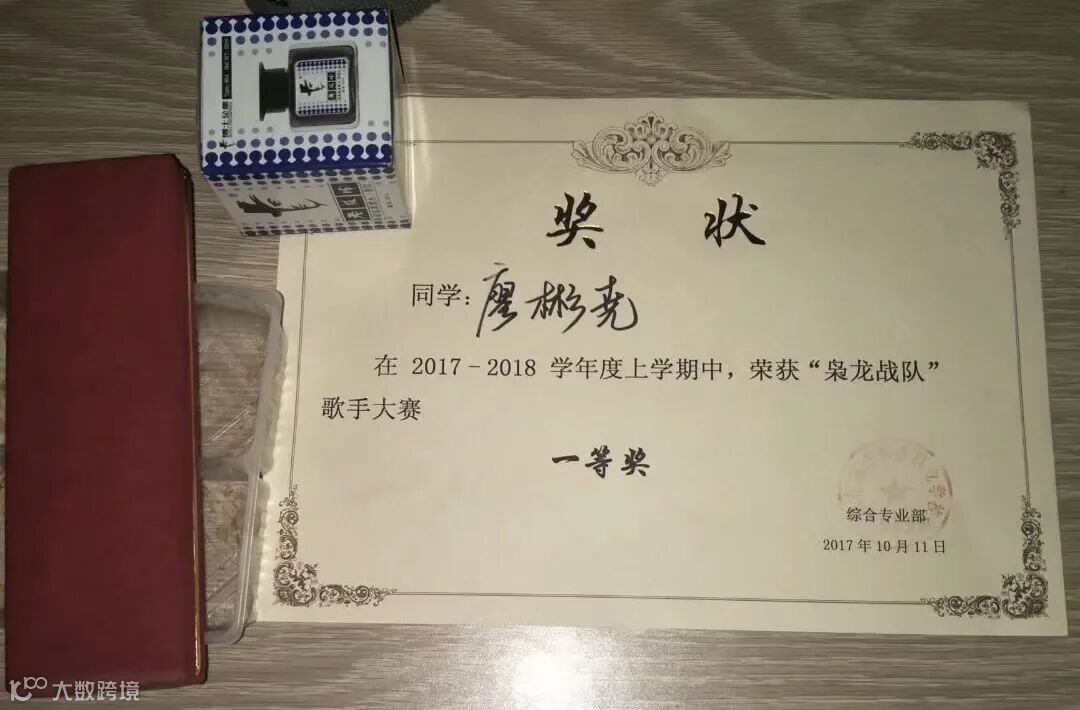 奖 状
同学：廖彬尧
在 2017－2018 学年度上学期中，荣获“枭龙战队”
歌手大赛
一等奖
综合专业部
2017 年 10 月 11 日
大数跨境